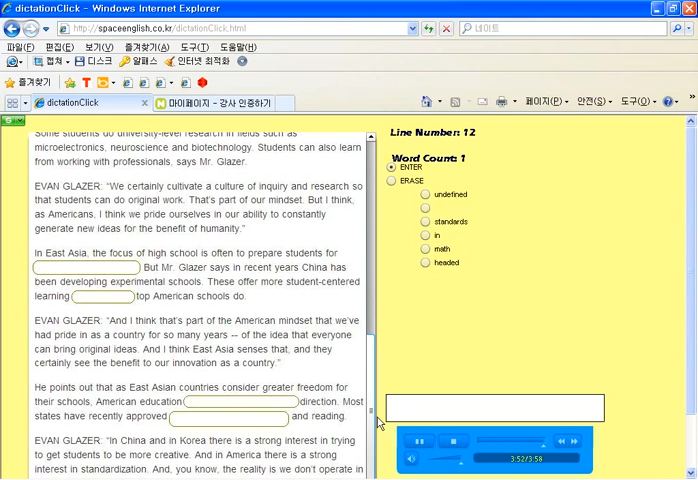 dictationClick - Windows Internet Explorer
http://spaceenglish.co.kr/dictationClick.html
네이트
파일(F) 편집(E) 보기(V) 즐겨찾기(A) 도구(T) 도움말(H)
캡쳐 디스크 알패스 인터넷 최적화
즐겨찾기
dictationClick 마이페이지 - 강사 인증하기
페이지(P) 안전(S) 도구(O)
Some students do university-level research in fields such as
microelectronics, neuroscience and biotechnology. Students can also learn
from working with professionals, says Mr. Glazer.
EVAN GLAZER: “We certainly cultivate a culture of inquiry and research so
that students can do original work. That's part of our mindset. But I think,
as Americans, I think we pride ourselves in our ability to constantly
generate new ideas for the benefit of humanity.”
In East Asia, the focus of high school is often to prepare students for
But Mr. Glazer says in recent years China has
been developing experimental schools. These offer more student-centered
learning top American schools do.
EVAN GLAZER: “And I think that's part of the American mindset that we've
had pride in as a country for so many years -- of the idea that everyone
can bring original ideas. And I think East Asia senses that, and they
certainly see the benefit to our innovation as a country.”
He points out that as East Asian countries consider greater freedom for
their schools, American education direction. Most
states have recently approved and reading.
EVAN GLAZER: “In China and in Korea there is a strong interest in trying
to get students to be more creative. And in America there is a strong
interest in standardization. And, you know, the reality is we don't operate in
Line Number: 12
Word Count: 1
ENTER
ERASE
undefined
standards
in
math
headed
3:52/3:58